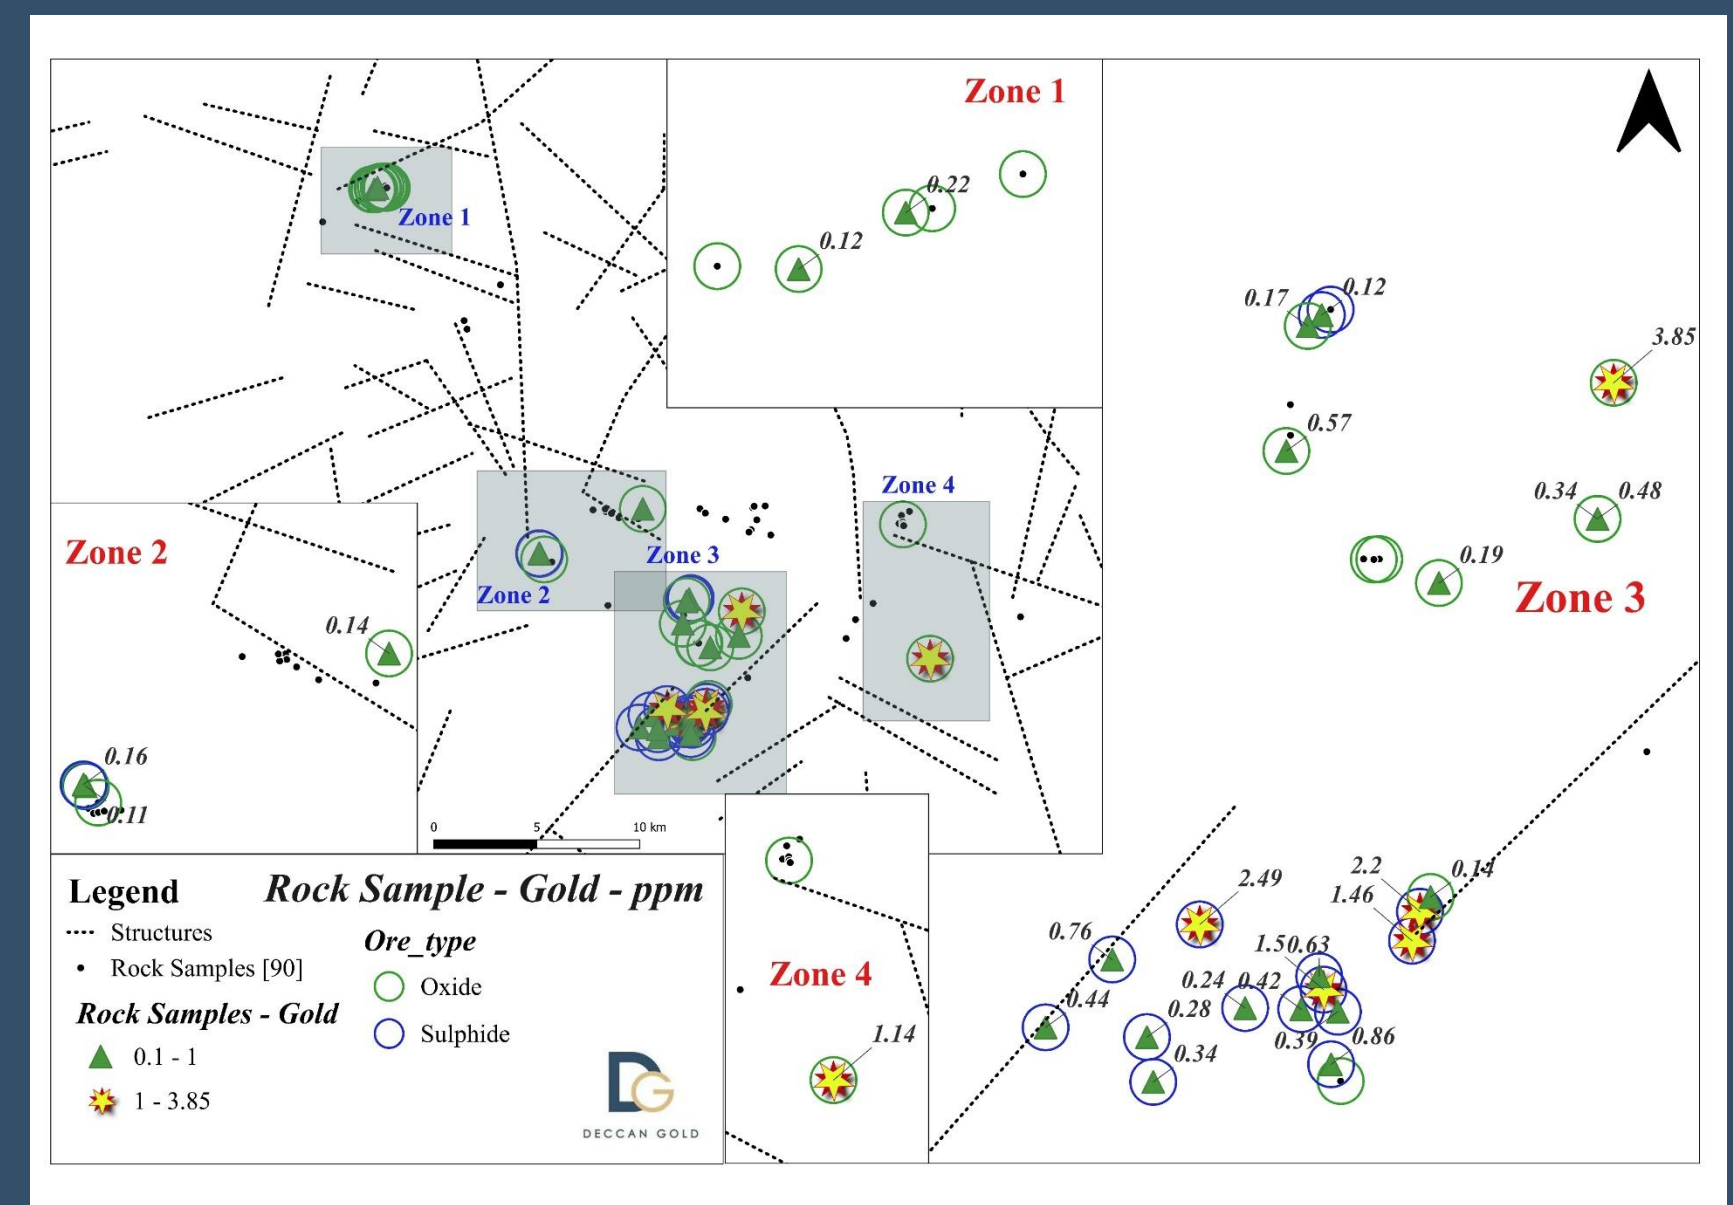 Zone 1
0.22
0.12
Zone 1
0.17
0.12
3.85
0.57
0.34
0.48
0.19
Zone 3
Zone 4
Zone 3
Zone 2
Zone 2
0.14
0.16
0.11
0
5
10 km
2.49
2.2
0.14
1.46
0.76
1.5
0.63
0.24
0.42
0.44
0.28
0.39
0.86
0.34
Zone 4
1.14
Legend
Rock Sample - Gold - ppm
Structures
Rock Samples [90]
Rock Samples - Gold
0.1 - 1
1 - 3.85
Ore_type
Oxide
Sulphide
DG
DECCAN GOLD